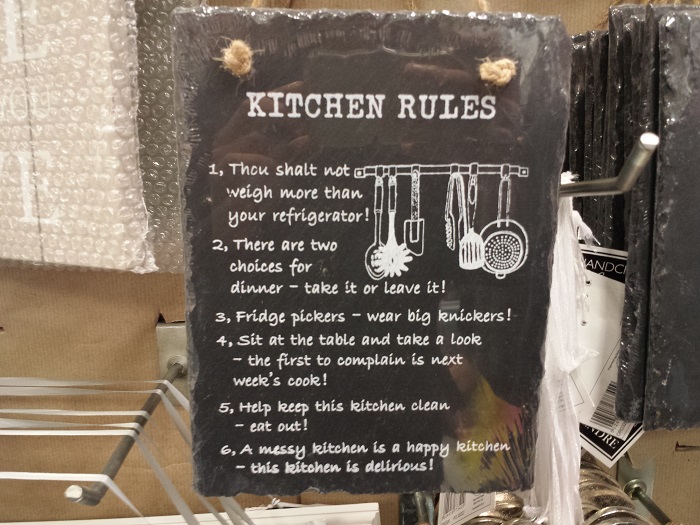 KITCHEN RULES
1, Thou shalt not
weigh more than
your refrigerator!
2, There are two
choices for
dinner - take it or leave it!
3, Fridge pickers - wear big knickers!
4, Sit at the table and take a look
- the first to complain is next
week's cook!
5, Help keep this kitchen clean
- eat out!
6, A messy kitchen is a happy kitchen
- this kitchen is delirious!